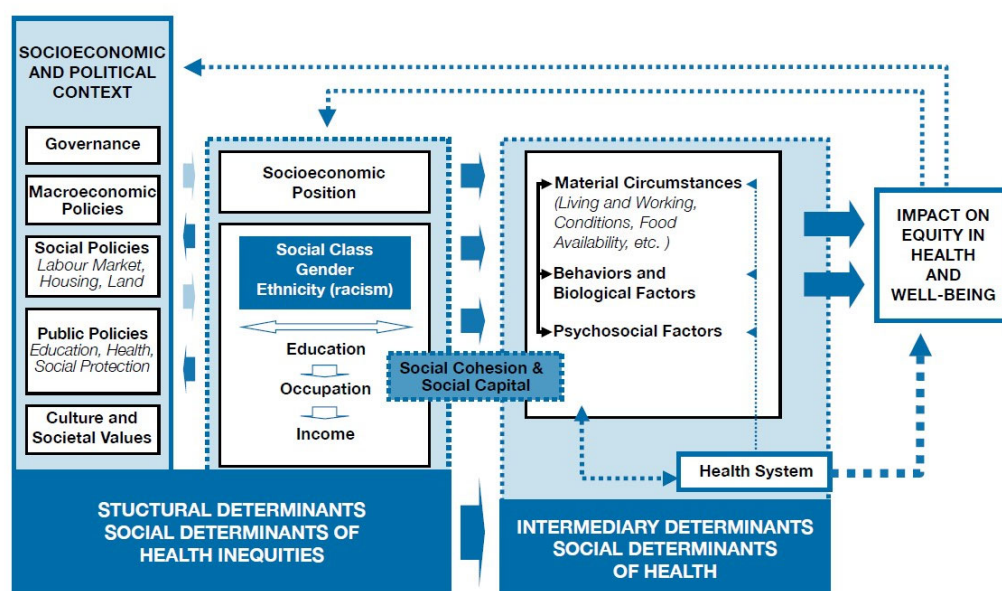 SOCIOECONOMIC
AND POLITICAL
CONTEXT
Governance
Macroeconomic
Policies
Social Policies
Labour Market,
Housing, Land
Public Policies
Education, Health,
Social Protection
Culture and
Societal Values
Socioeconomic
Position
Social Class
Gender
Ethnicity (racism)
Education
Occupation
Income
Social Cohesion &
Social Capital
Material Circumstances
(Living and Working,
Conditions, Food
Availability, etc. )
Behaviors and
Biological Factors
Psychosocial Factors
Health System
IMPACT ON
EQUITY IN
HEALTH
AND
WELL-BEING
STUCTURAL DETERMINANTS
SOCIAL DETERMINANTS OF
HEALTH INEQUITIES
INTERMEDIARY DETERMINANTS
SOCIAL DETERMINANTS
OF HEALTH